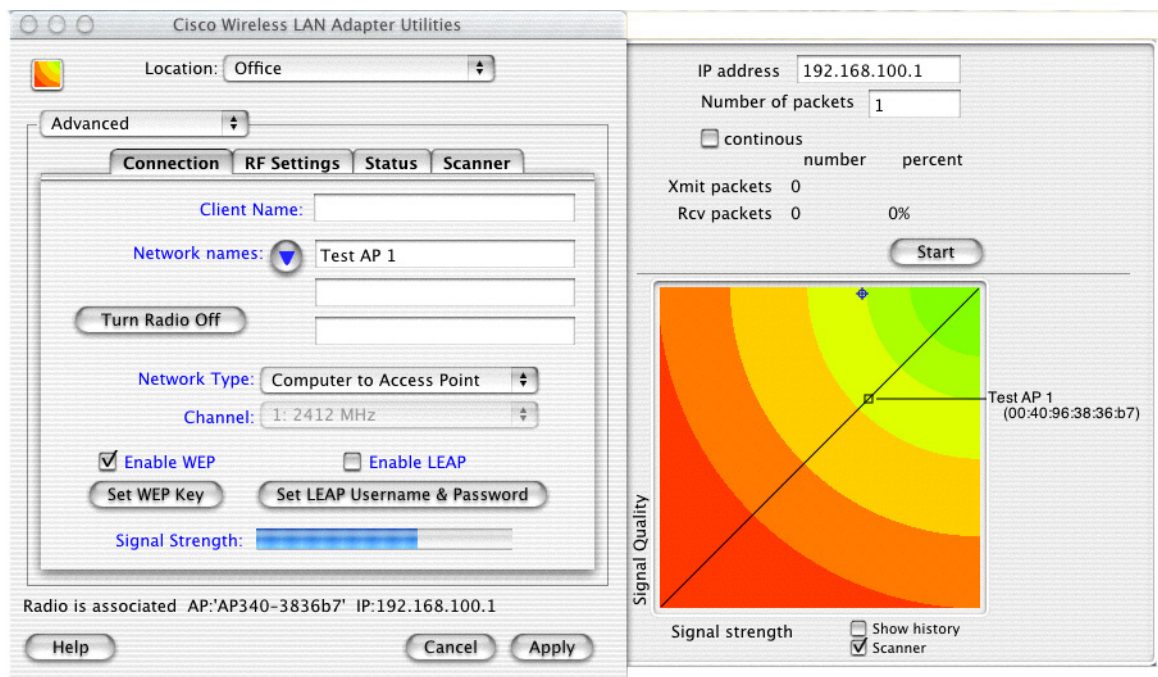 Cisco Wireless LAN Adapter Utilities
Location: Office
Advanced
Connection RF Settings Status Scanner
Client Name:
Network names: Test AP 1
Turn Radio Off
Network Type: Computer to Access Point
Channel: 1: 2412 MHz
Enable WEP Enable LEAP
Set WEP Key Set LEAP Username & Password
Signal Strength:
Radio is associated AP:'AP340-3836b7' IP:192.168.100.1
Help Cancel Apply
IP address 192.168.100.1
Number of packets 1
continous
number percent
Xmit packets 0
Rcv packets 0 0%
Start
Test AP 1
(00:40:96:38:36:b7)
Signal Quality
Signal strength
Show history
Scanner